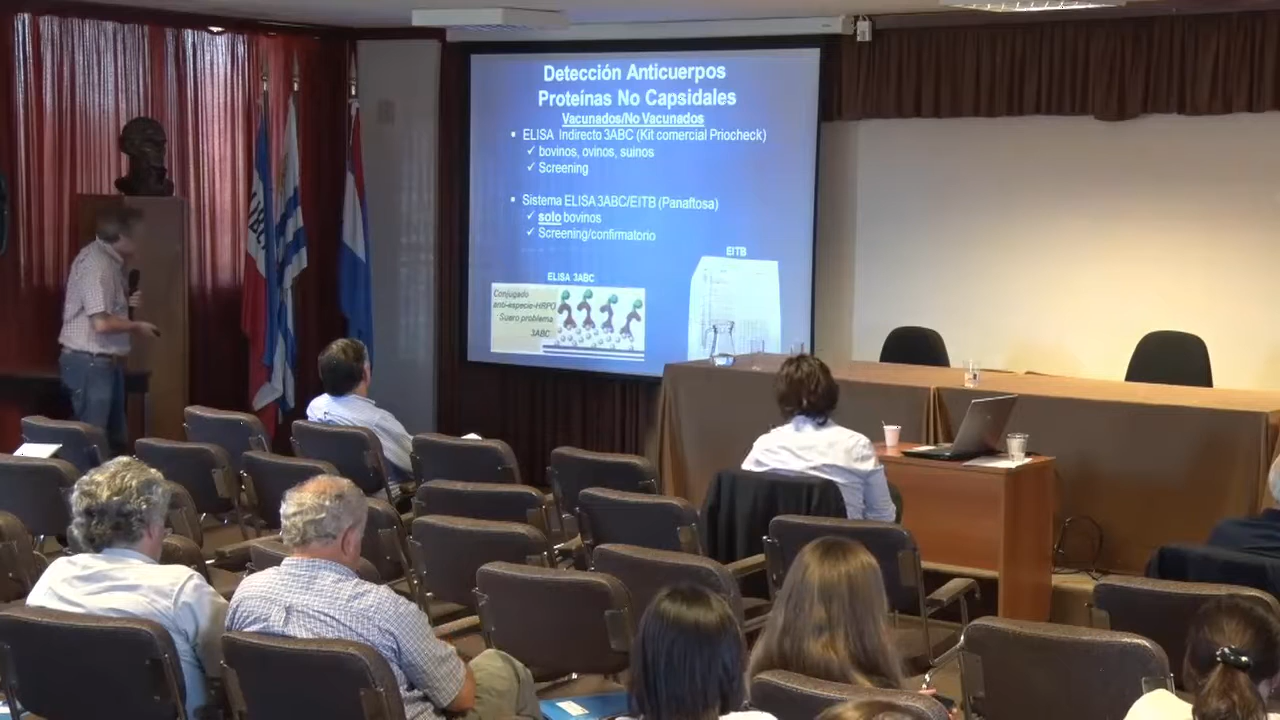 Detección Anticuerpos
Proteínas No Capsidales
Vacunados/No Vacunados
▪ ELISA Indirecto 3ABC (Kit comercial Priocheck)
✓ bovinos, ovinos, suinos
✓ Screening
▪ Sistema ELISA 3ABC/EITB (Panaftosa)
✓ solo bovinos
✓ Screening/confirmatorio
EITB
ELISA 3ABC
Conjugado
anti-especie-HRPO
Suero problema
3ABC